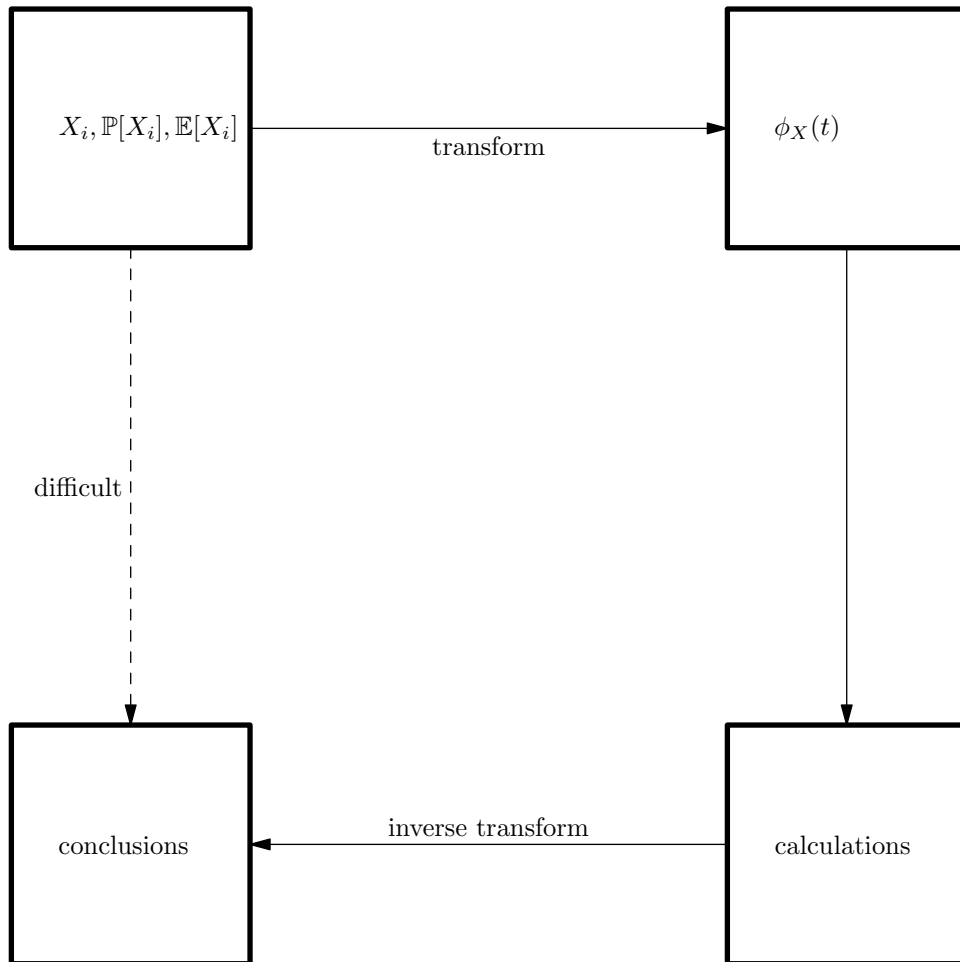 X_i, ℙ[X_i], 𝔼[X_i]
transform
ϕ_X(t)
difficult
conclusions
inverse transform
calculations